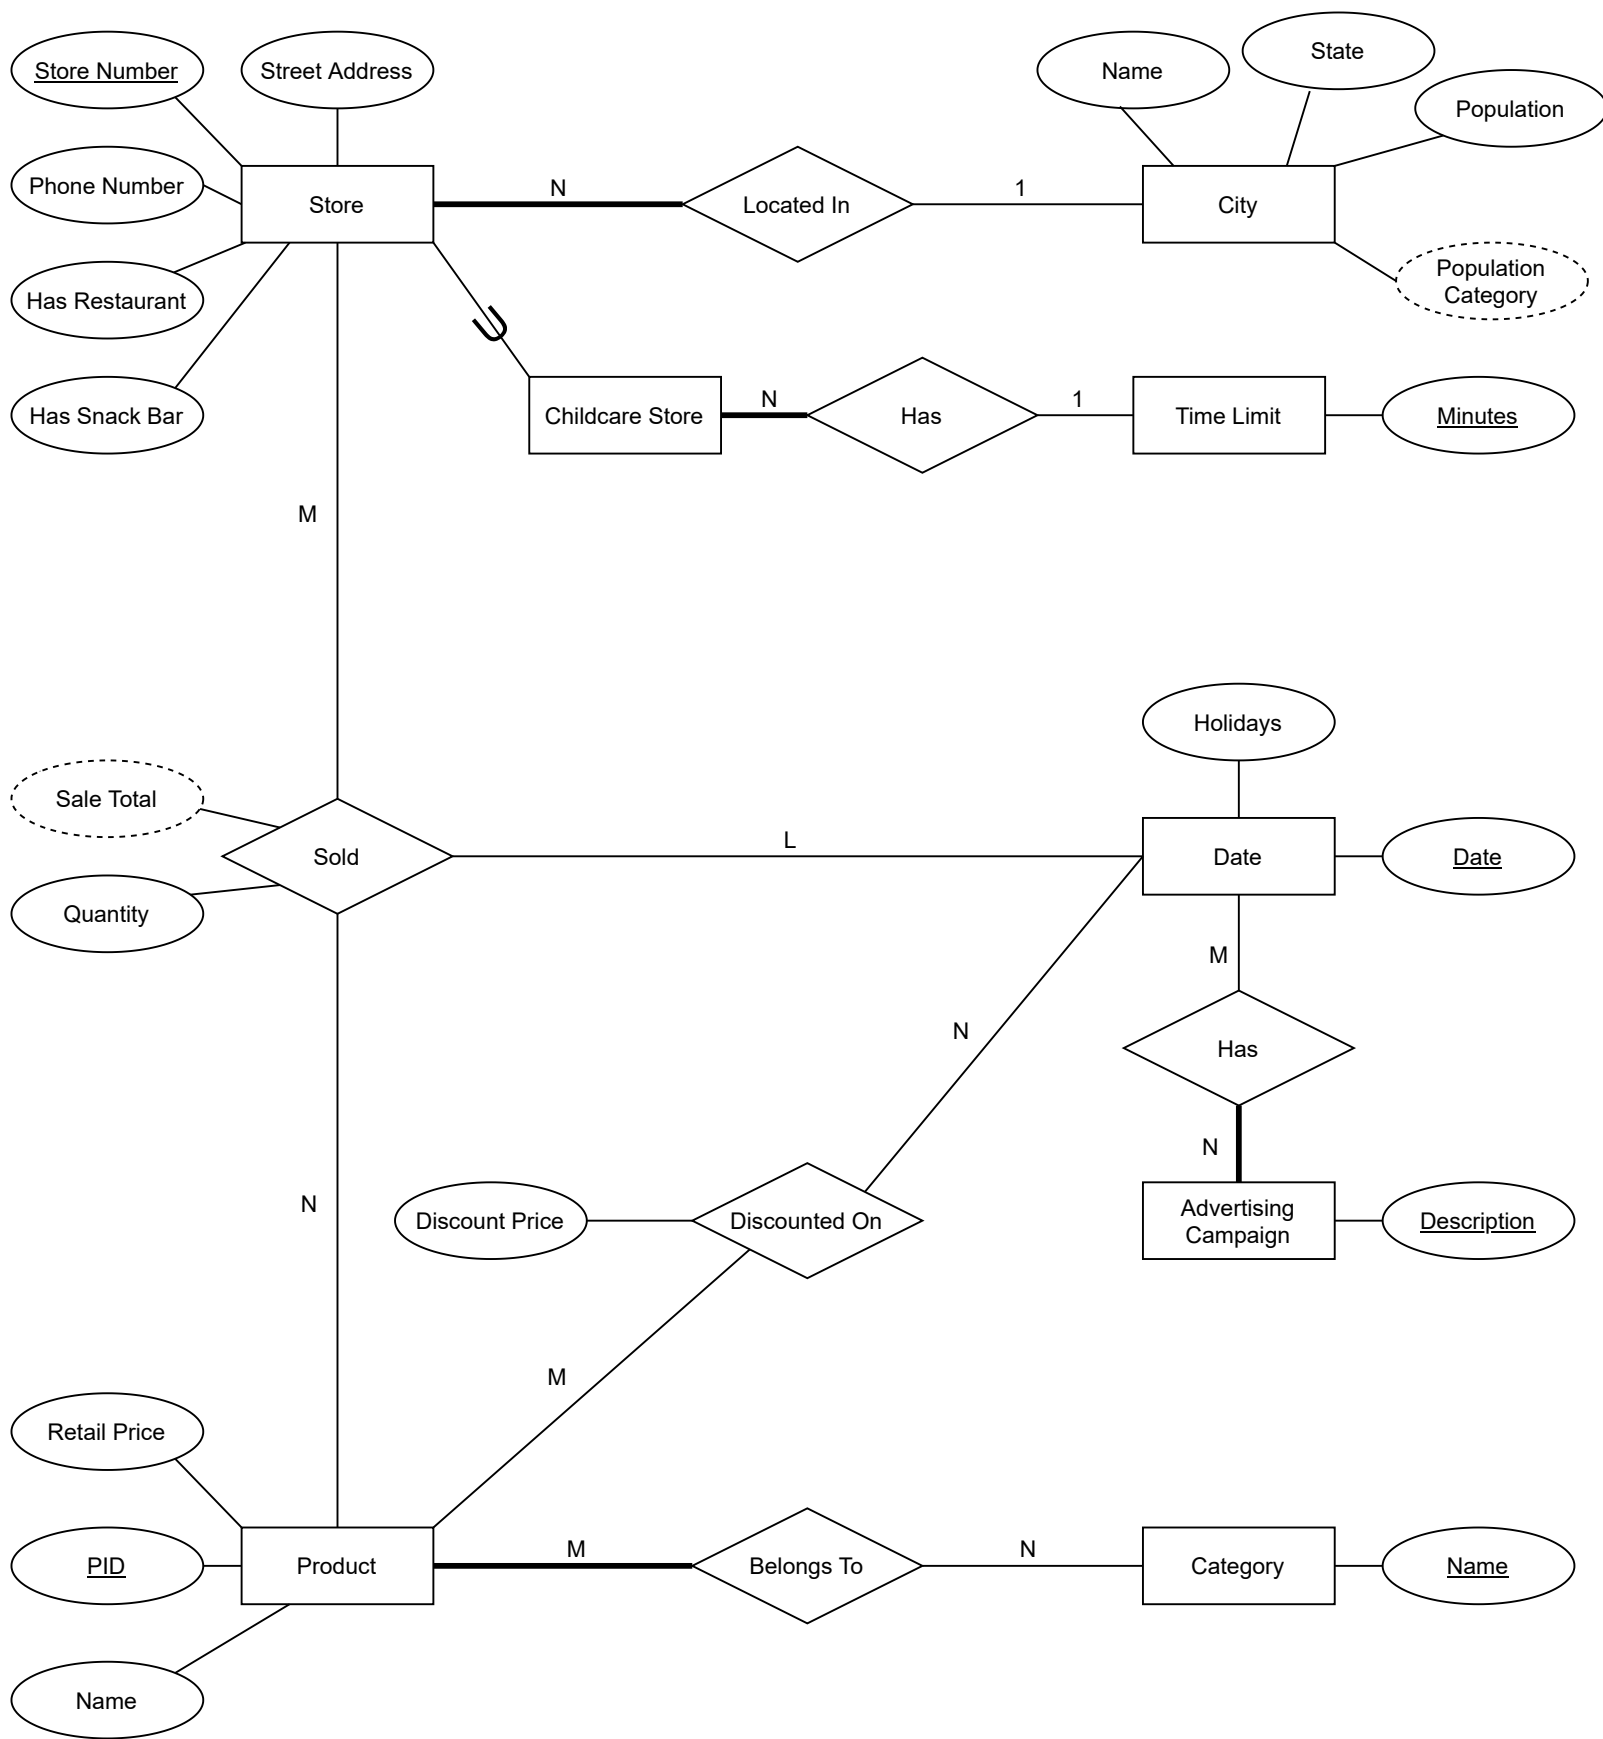 State
Store Number
Street Address
Name
Population
Phone Number
Store
N
Located In
1
City
Population
Category
Has Restaurant
Has Snack Bar
Childcare Store
N
Has
1
Time Limit
Minutes
M
Holidays
Sale Total
Sold
L
Date
Date
Quantity
M
N
Has
N
N
Discount Price
Discounted On
Advertising
Campaign
Description
M
Retail Price
PID
Product
M
Belongs To
N
Category
Name
Name